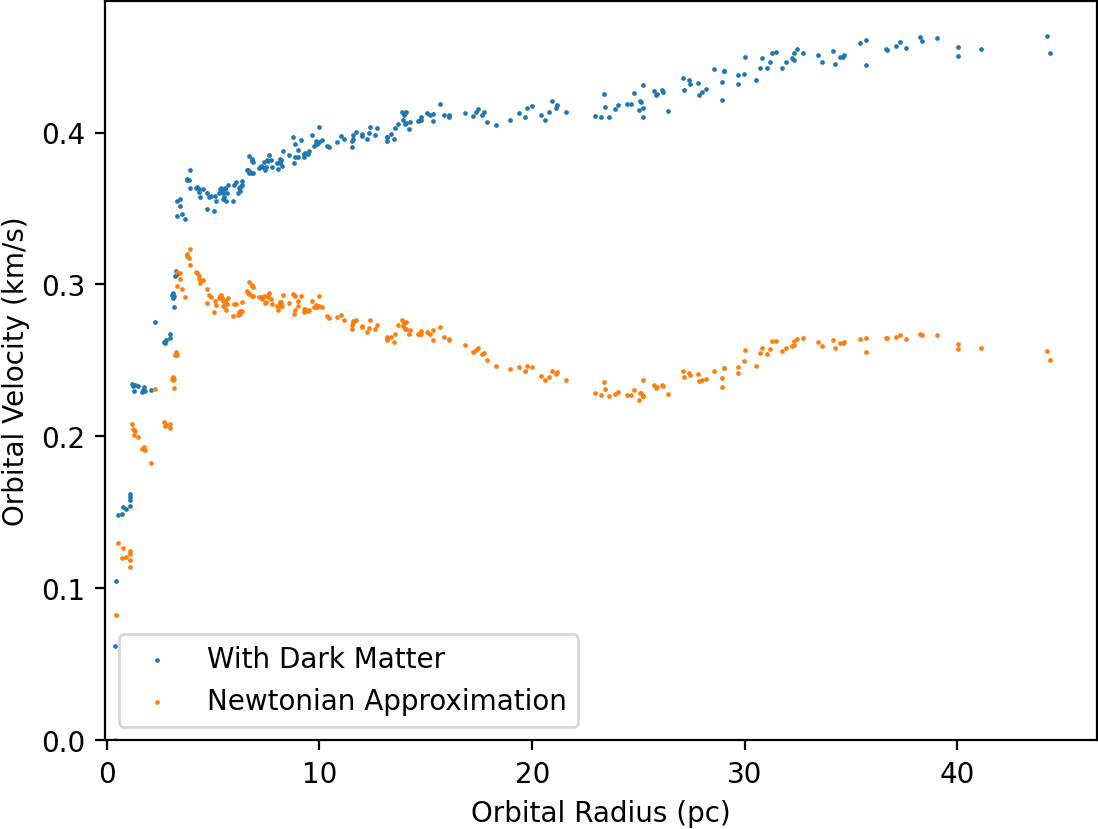 Orbital Velocity (km/s)
0.4
0.3
0.2
0.1
0.0
With Dark Matter
Newtonian Approximation
0
10
20
30
40
Orbital Radius (pc)